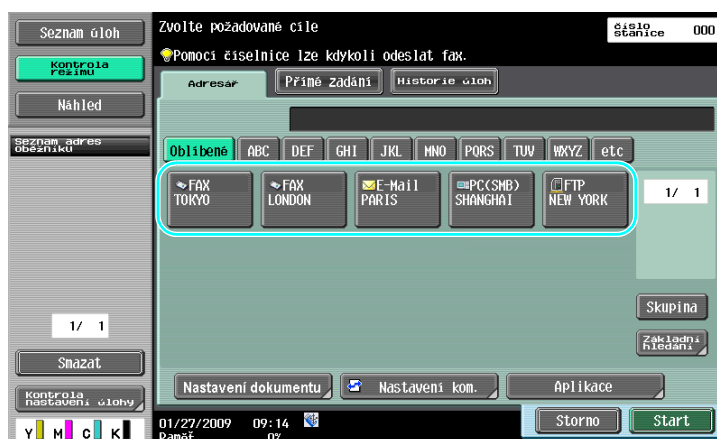 Seznam úloh
Kontrola
režimu
Náhled
Seznam adres
Oběžníku
1/ 1
Smazat
Kontrola
nastavení úlohy
Y M C K
Zvolte požadované cíle
číslo
stanice 000
Pomocí číselnice lze kdykoli odeslat fax.
Adresář Přímé zadání Historie úloh
Oblíbené ABC DEF GHI JKL MNO PQRS TUV WXYZ etc
FAX
TOKYO
FAX
LONDON
E-Mail
PARIS
PC(SMB)
SHANGHAI
FTP
NEW YORK
1/ 1
Skupina
Základní
hledání
Nastavení dokumentu Nastavení kom. Aplikace
01/27/2009 09:14
Paměť 0%
Storno Start